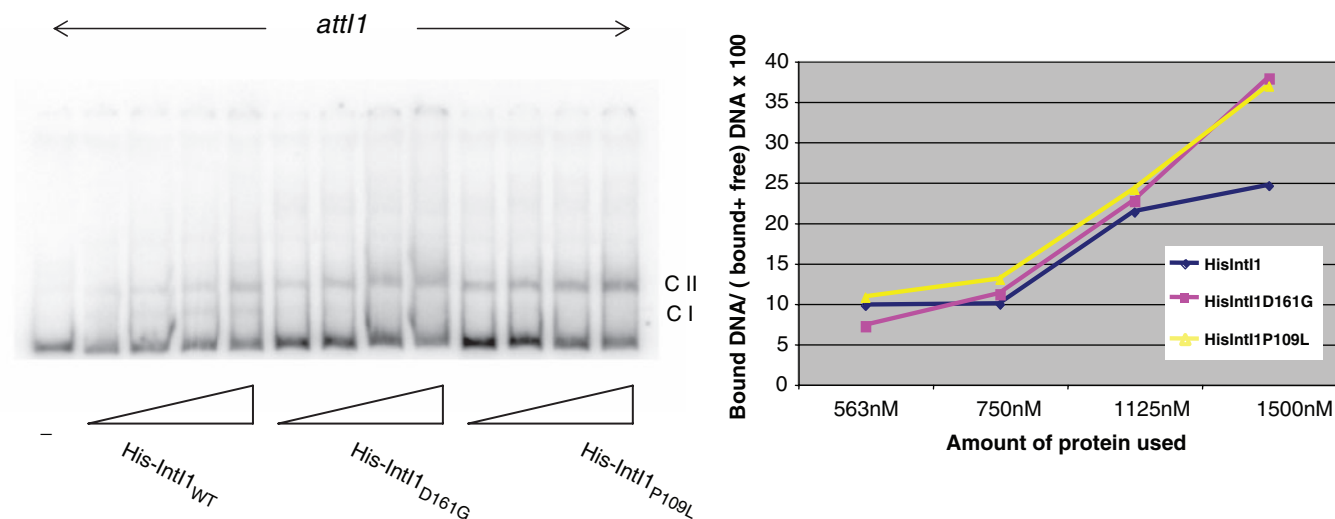 attI1
C II
C I
–
His-IntI1WT
His-IntI1D161G
His-IntI1P109L
Bound DNA/ ( bound+ free) DNA x 100
40
35
30
25
20
15
10
5
0
HisIntI1
HisIntI1D161G
HisIntI1P109L
563nM 750nM 1125nM 1500nM
Amount of protein used